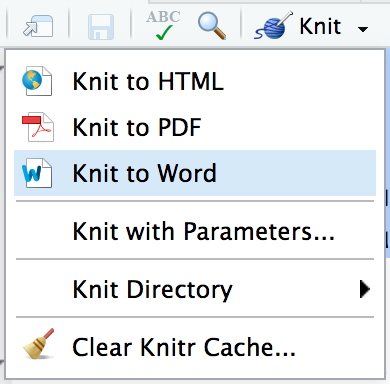 ABC
Knit
Knit to HTML
Knit to PDF
Knit to Word
Knit with Parameters...
Knit Directory
Clear Knitr Cache...